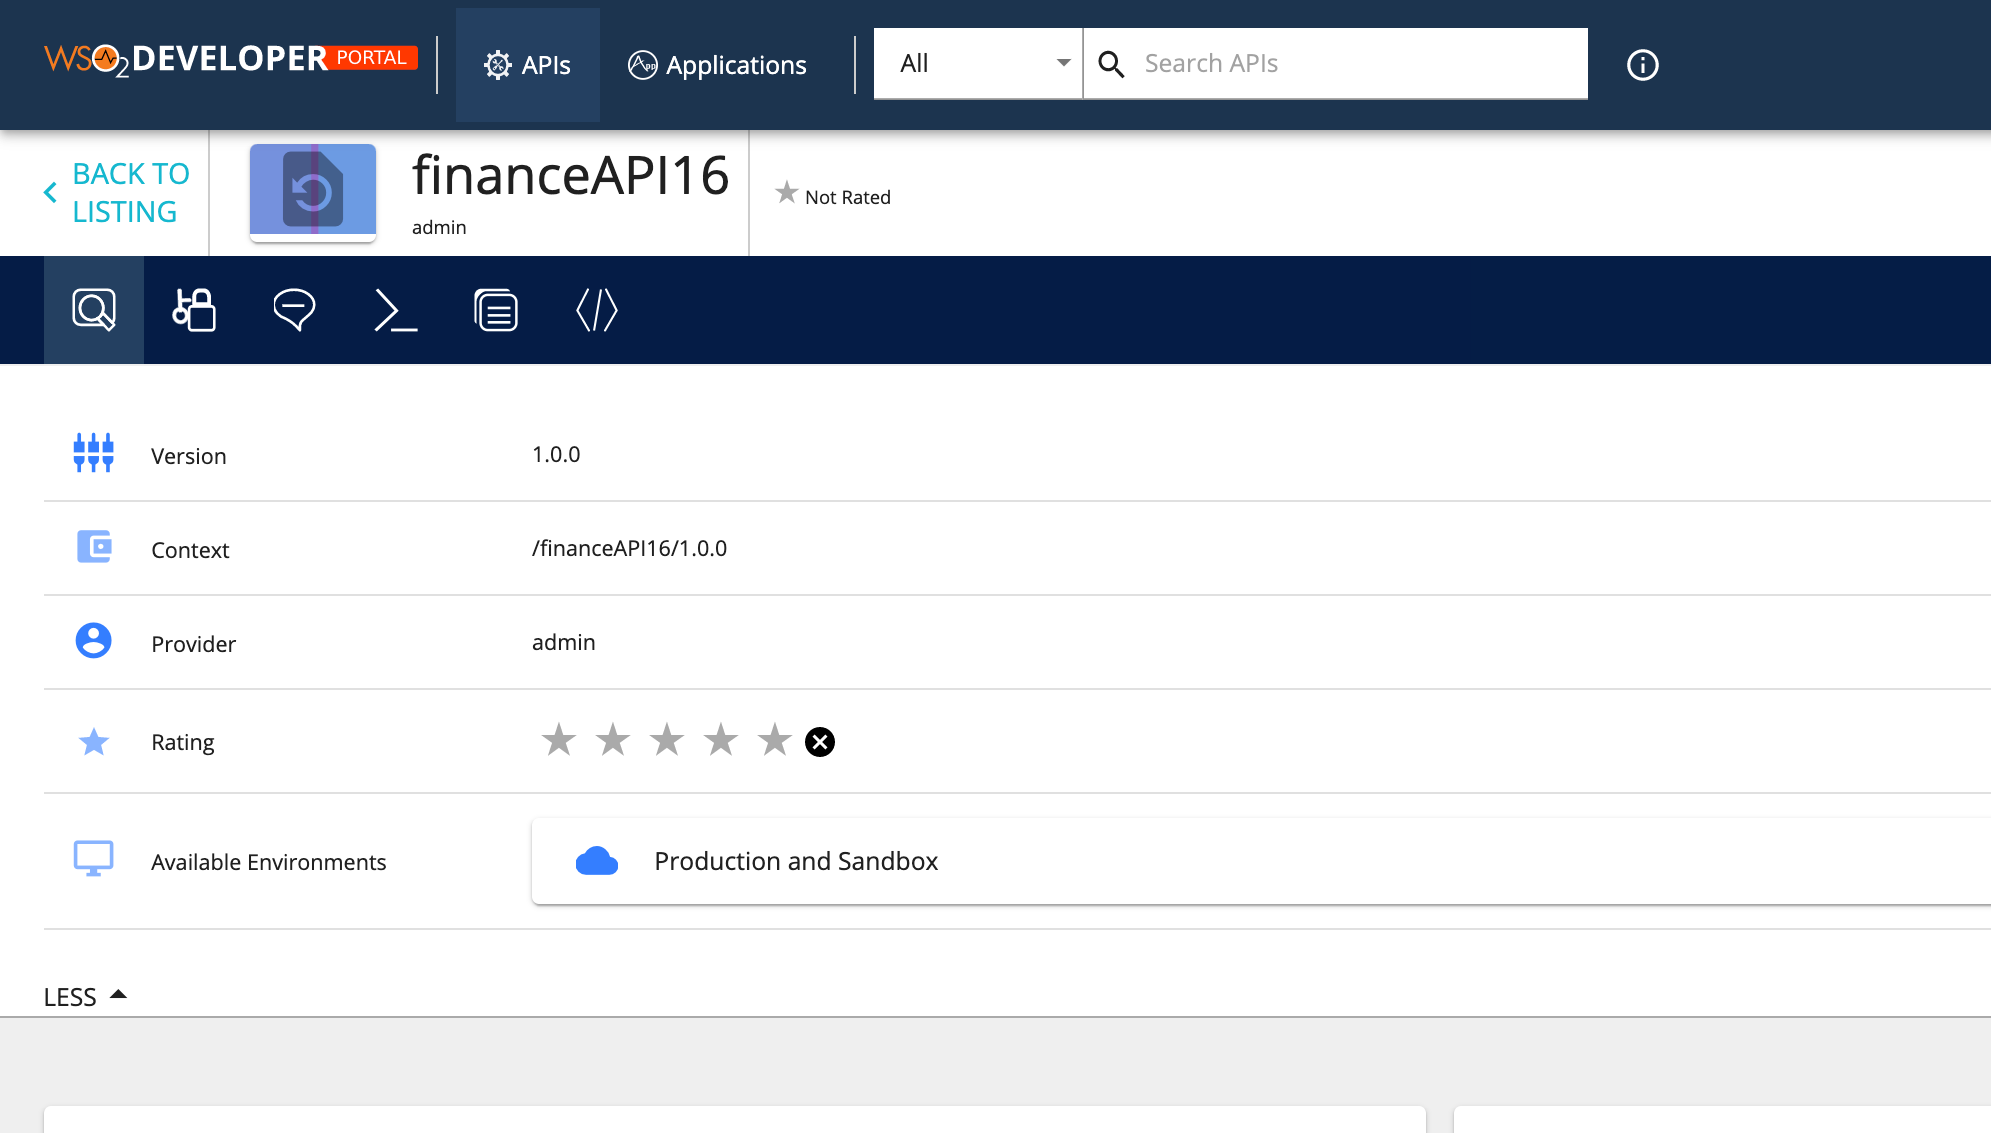 WSO2 DEVELOPER PORTAL
APIs
Applications
All
Search APIs
BACK TO
LISTING
financeAPI16
admin
Not Rated
Version
1.0.0
Context
/financeAPI16/1.0.0
Provider
admin
Rating
Available Environments
Production and Sandbox
LESS